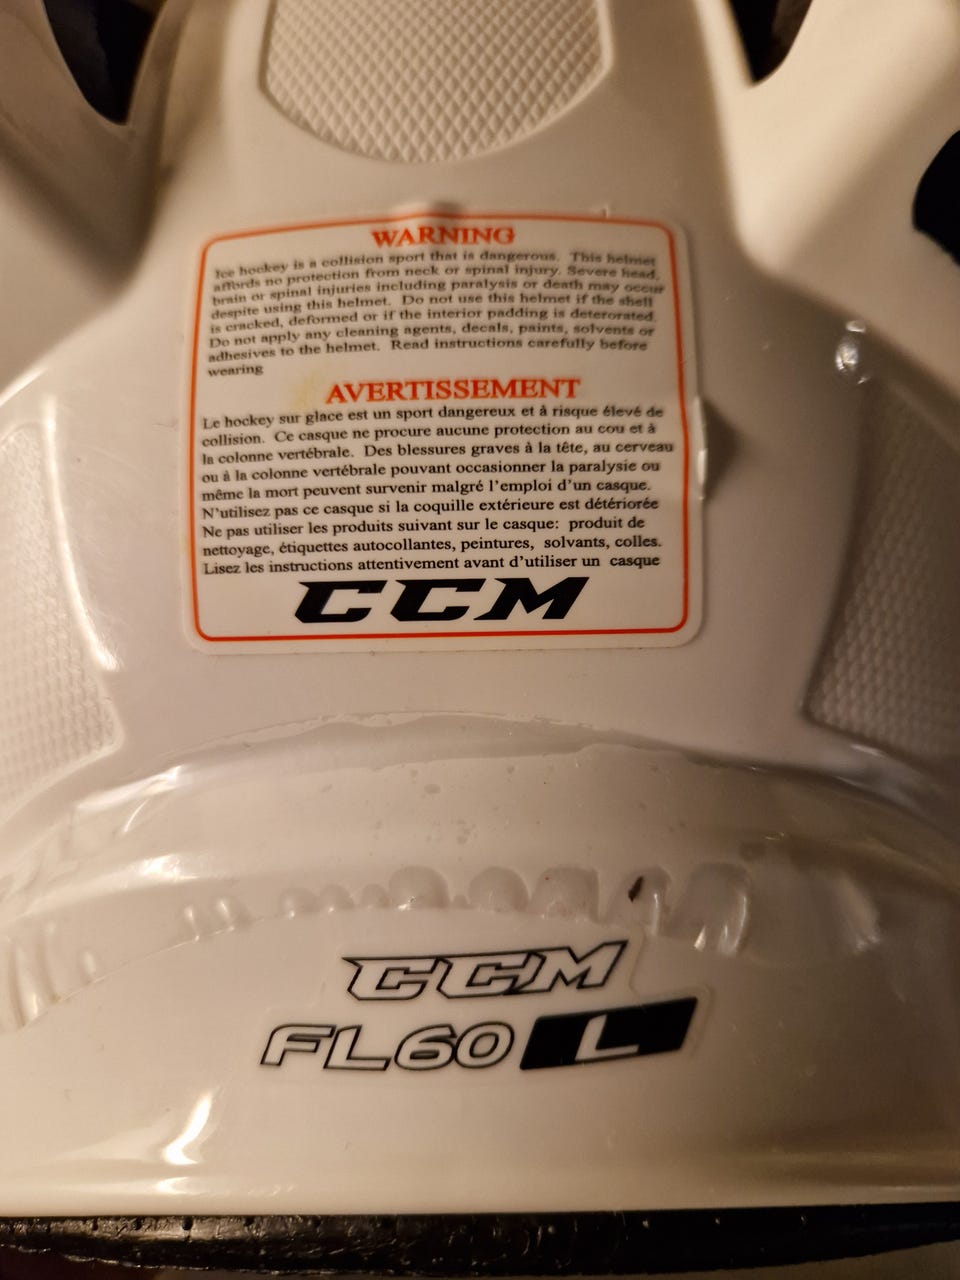 WARNING
Ice hockey is a collision sport that is dangerous. This helmet
affords no protection from neck or spinal injury. Severe head,
brain or spinal injuries including paralysis or death may occur
despite using this helmet. Do not use this helmet if the shell
is cracked, deformed or if the interior padding is deterorated.
Do not apply any cleaning agents, decals, paints, solvents or
adhesives to the helmet. Read instructions carefully before
wearing
AVERTISSEMENT
Le hockey sur glace est un sport dangereux et à risque élevé de
collision. Ce casque ne procure aucune protection au cou et à
la colonne vertébrale. Des blessures graves à la tête, au cerveau
ou à la colonne vertébrale pouvant occasionner la paralysie ou
même la mort peuvent survenir malgré l'emploi d'un casque.
N'utilisez pas ce casque si la coquille extérieure est détériorée
Ne pas utiliser les produits suivant sur le casque: produit de
nettoyage, étiquettes autocollantes, peintures, solvants, colles.
Lisez les instructions attentivement avant d'utiliser un casque
CCM
CCM
FL60 L